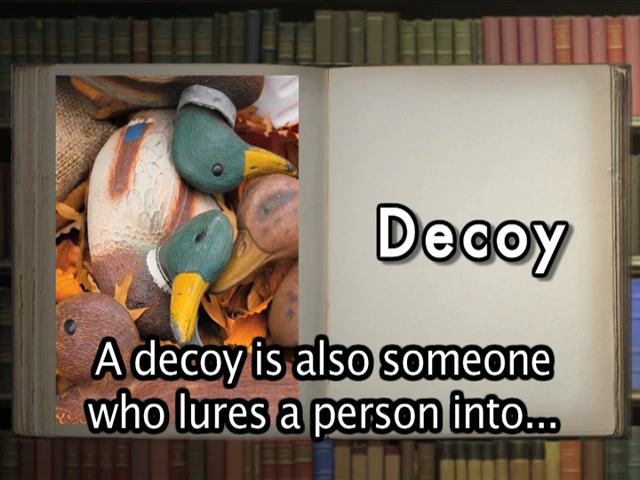 Decoy
A decoy is also someone
who lures a person into...